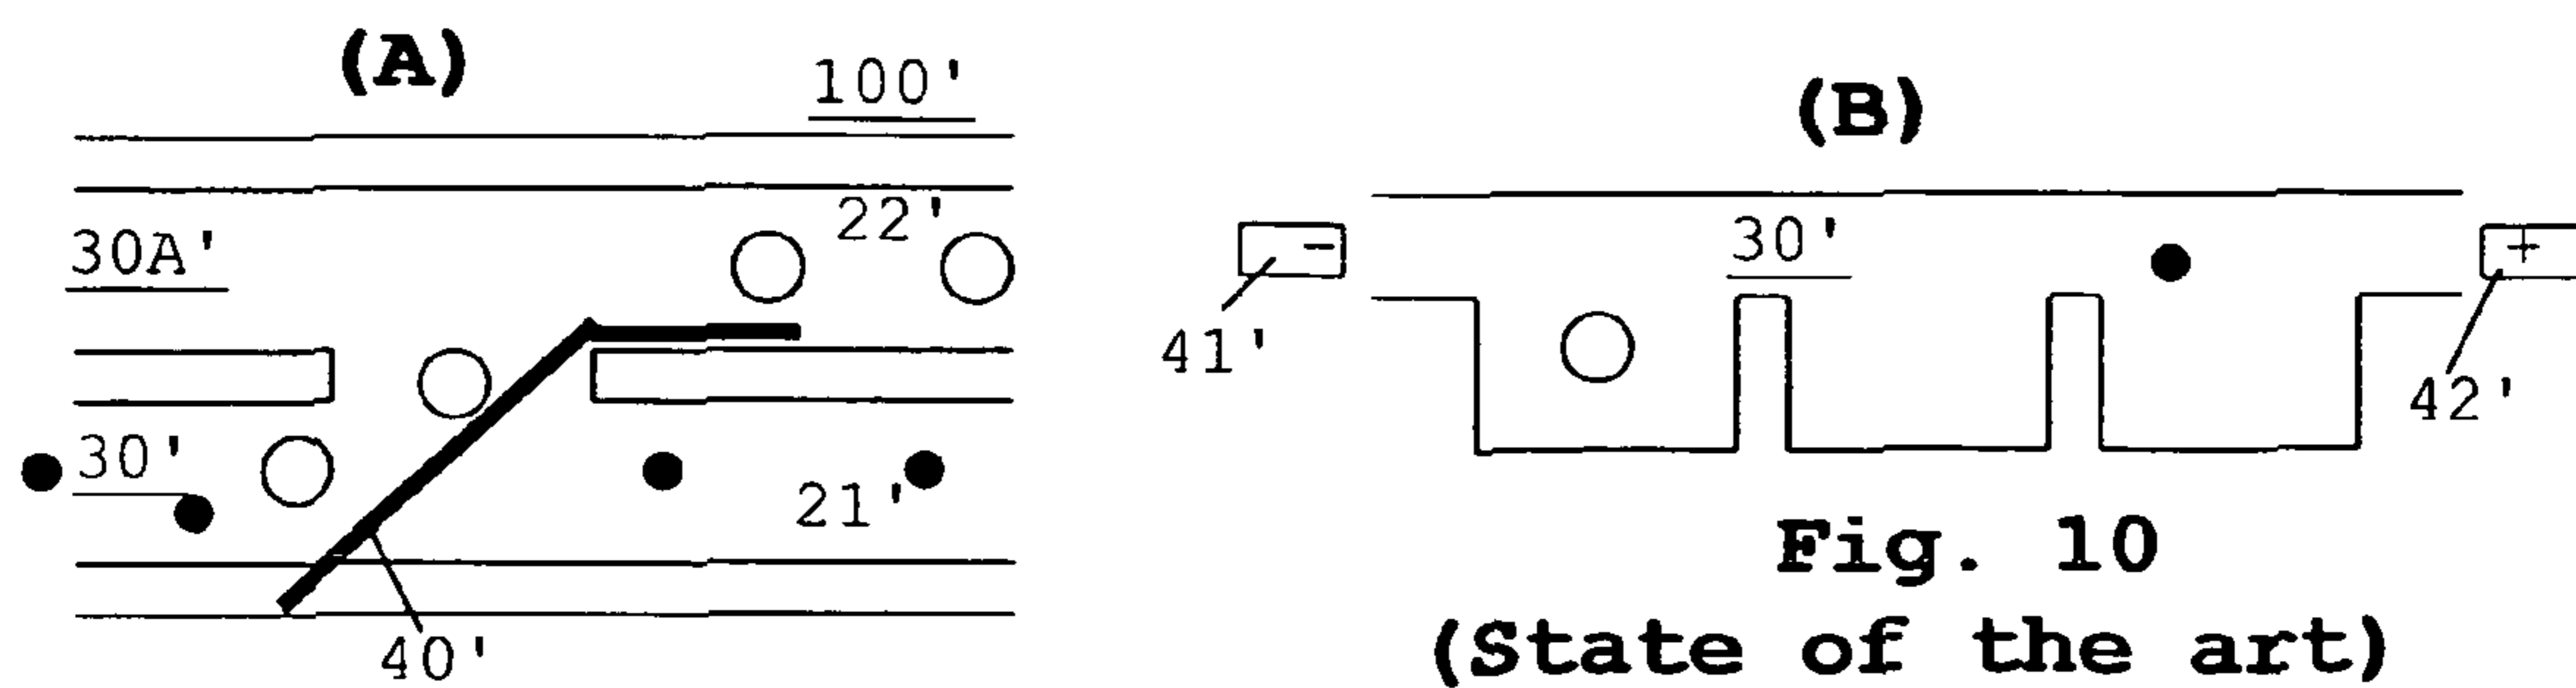 (A)
100'
22'
30A'
30'
21'
40'
(B)
30'
-
+
41'
42'
Fig. 10
(State of the art)